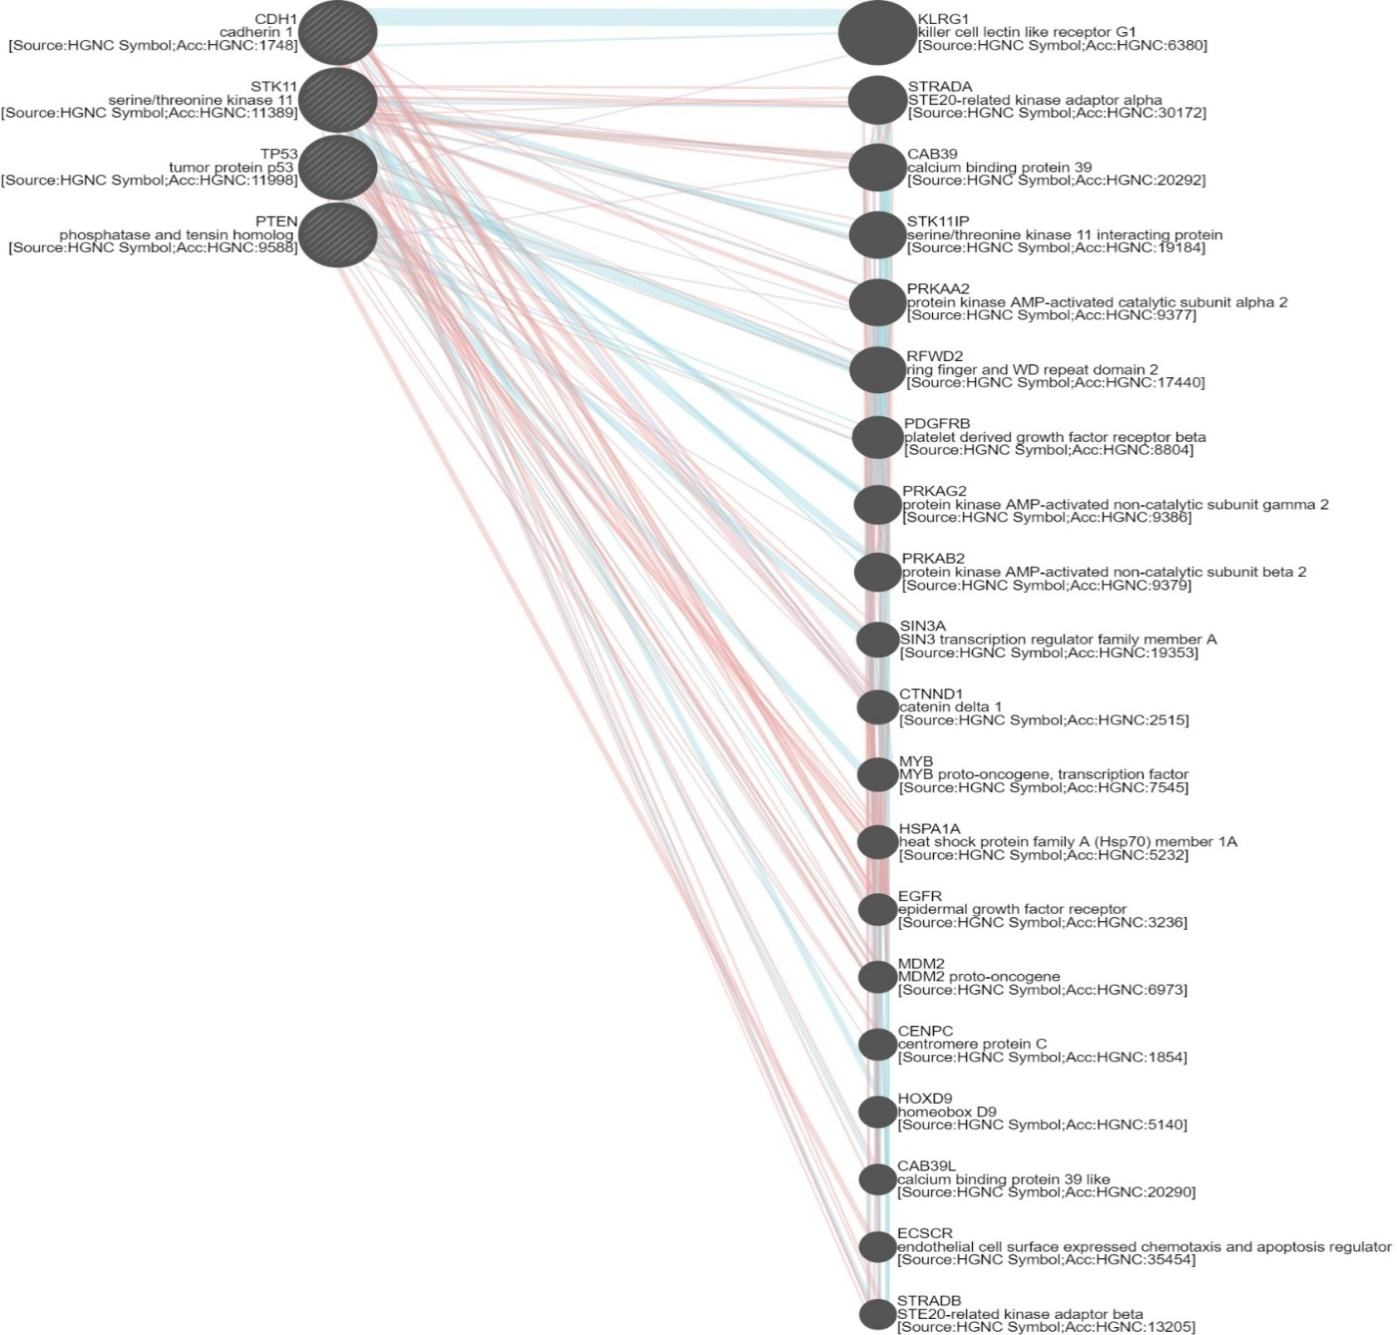 CDH1
cadherin 1
[Source:HGNC Symbol;Acc:HGNC:1748]
STK11
serine/threonine kinase 11
[Source:HGNC Symbol;Acc:HGNC:11389]
TP53
tumor protein p53
[Source:HGNC Symbol;Acc:HGNC:11998]
PTEN
phosphatase and tensin homolog
[Source:HGNC Symbol;Acc:HGNC:9588]
KLRG1
killer cell lectin like receptor G1
[Source:HGNC Symbol;Acc:HGNC:6380]
STRADA
STE20-related kinase adaptor alpha
[Source:HGNC Symbol;Acc:HGNC:30172]
CAB39
calcium binding protein 39
[Source:HGNC Symbol;Acc:HGNC:20292]
STK11IP
serine/threonine kinase 11 interacting protein
[Source:HGNC Symbol;Acc:HGNC:19184]
PRKAA2
protein kinase AMP-activated catalytic subunit alpha 2
[Source:HGNC Symbol;Acc:HGNC:9377]
RFWD2
ring finger and WD repeat domain 2
[Source:HGNC Symbol;Acc:HGNC:17440]
PDGFRB
platelet derived growth factor receptor beta
[Source:HGNC Symbol;Acc:HGNC:8804]
PRKAG2
protein kinase AMP-activated non-catalytic subunit gamma 2
[Source:HGNC Symbol;Acc:HGNC:9386]
PRKAB2
protein kinase AMP-activated non-catalytic subunit beta 2
[Source:HGNC Symbol;Acc:HGNC:9379]
SIN3A
SIN3 transcription regulator family member A
[Source:HGNC Symbol;Acc:HGNC:19353]
CTNND1
catenin delta 1
[Source:HGNC Symbol;Acc:HGNC:2515]
MYB
MYB proto-oncogene, transcription factor
[Source:HGNC Symbol;Acc:HGNC:7545]
HSPA1A
heat shock protein family A (Hsp70) member 1A
[Source:HGNC Symbol;Acc:HGNC:5232]
EGFR
epidermal growth factor receptor
[Source:HGNC Symbol;Acc:HGNC:3236]
MDM2
MDM2 proto-oncogene
[Source:HGNC Symbol;Acc:HGNC:6973]
CENPC
centromere protein C
[Source:HGNC Symbol;Acc:HGNC:1854]
HOXD9
homeobox D9
[Source:HGNC Symbol;Acc:HGNC:5140]
CAB39L
calcium binding protein 39 like
[Source:HGNC Symbol;Acc:HGNC:20290]
ECSCR
endothelial cell surface expressed chemotaxis and apoptosis regulator
[Source:HGNC Symbol;Acc:HGNC:35454]
STRADB
STE20-related kinase adaptor beta
[Source:HGNC Symbol;Acc:HGNC:13205]